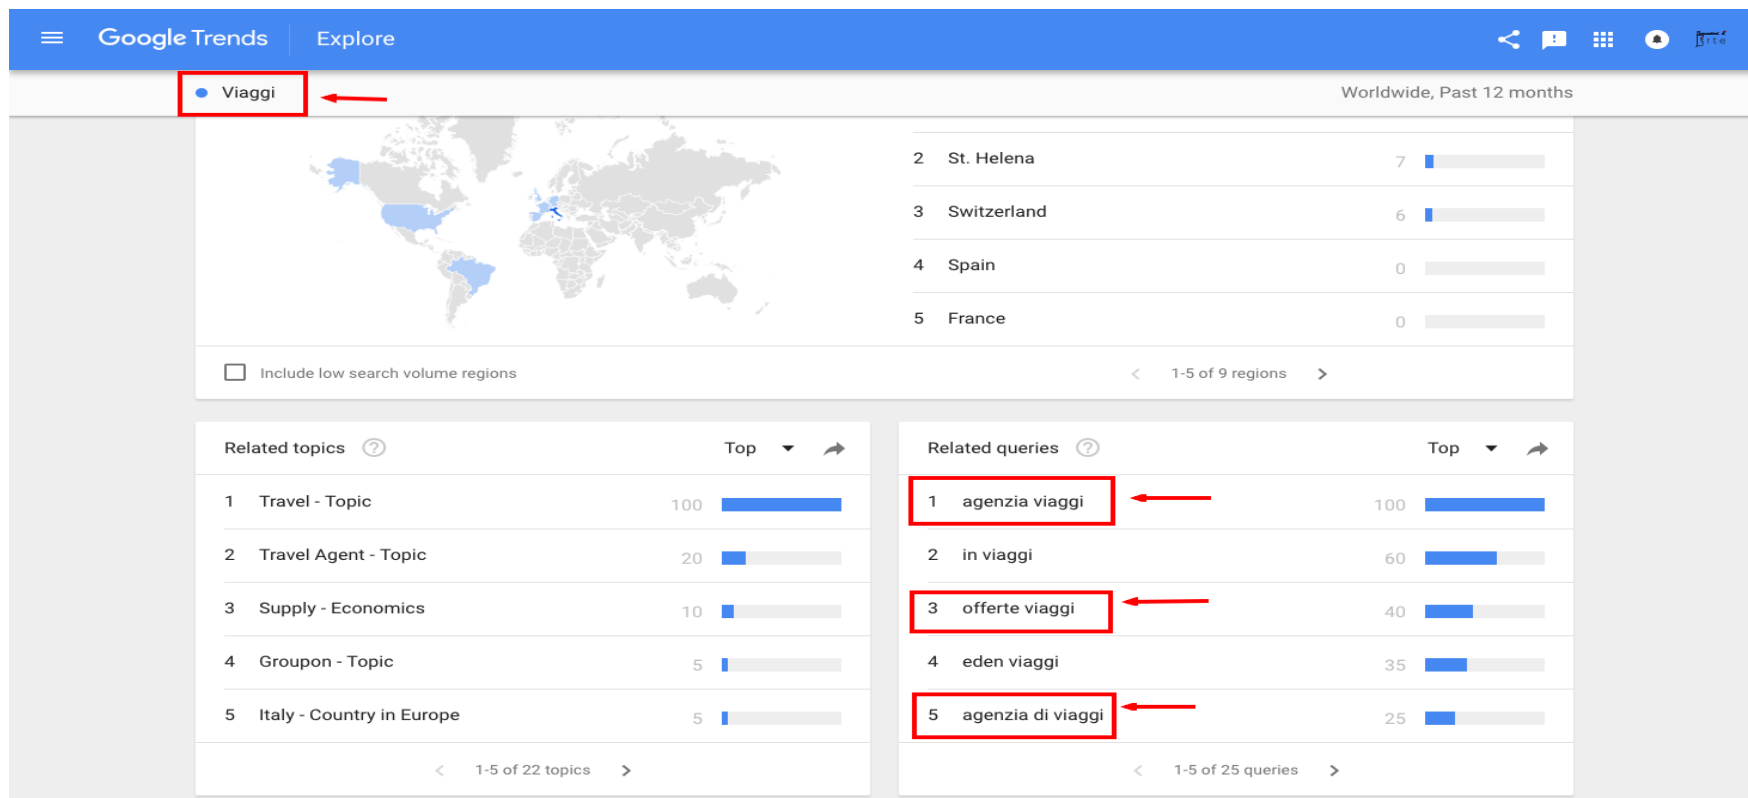 Google Trends Explore
Viaggi
Worldwide, Past 12 months
2 St. Helena 7
3 Switzerland 6
4 Spain 0
5 France 0
Include low search volume regions
1-5 of 9 regions
Related topics ? Top
1 Travel - Topic 100
2 Travel Agent - Topic 20
3 Supply - Economics 10
4 Groupon - Topic 5
5 Italy - Country in Europe 5
1-5 of 22 topics
Related queries ? Top
1 agenzia viaggi 100
2 in viaggi 60
3 offerte viaggi 40
4 eden viaggi 35
5 agenzia di viaggi 25
1-5 of 25 queries